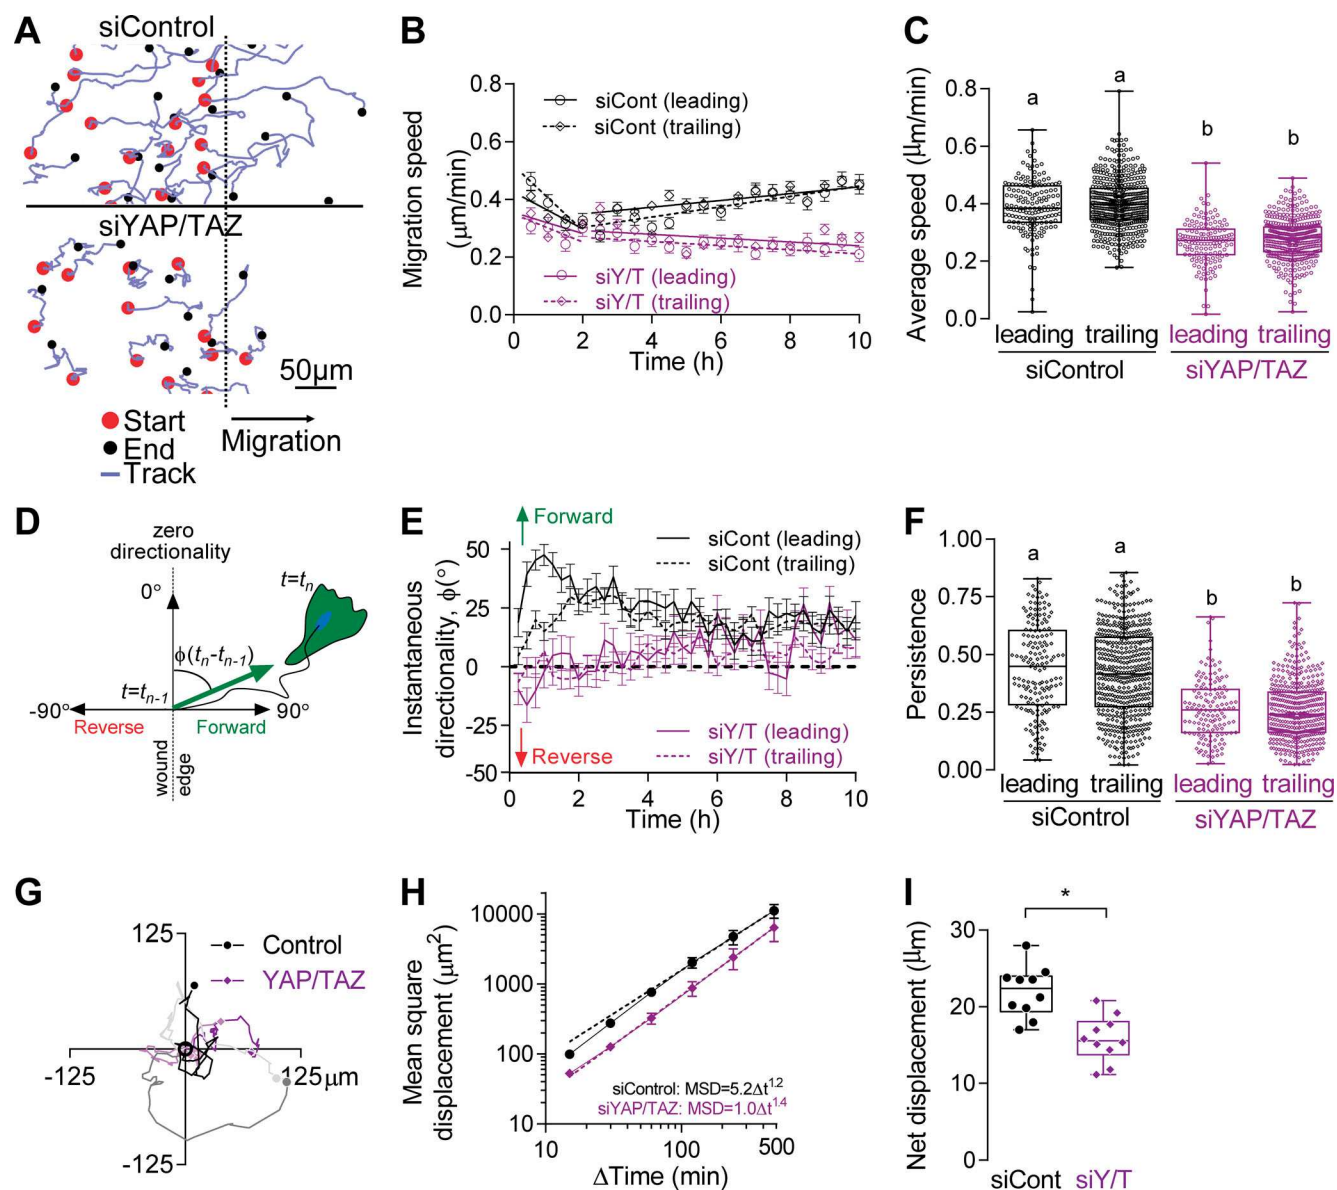 A
siControl
siYAP/TAZ
50µm
Start
End
Track
Migration
B
Migration speed
(µm/min)
0.8
0.6
0.4
0.2
0.0
siCont (leading)
siCont (trailing)
siY/T (leading)
siY/T (trailing)
0 2 4 6 8 10
Time (h)
C
Average speed (µm/min)
0.8
0.6
0.4
0.2
0.0
a a b b
leading trailing leading trailing
siControl siYAP/TAZ
D
zero
directionality
0°
t=tn
ϕ(tn-tn-1)
t=tn-1
-90° 90°
Reverse Forward
wound
edge
E
Forward
Instantaneous
directionality, ϕ(°)
50
25
0
-25
-50
siCont (leading)
siCont (trailing)
siY/T (leading)
siY/T (trailing)
Reverse
0 2 4 6 8 10
Time (h)
F
Persistence
1.00
0.75
0.50
0.25
0.00
a a b b
leading trailing leading trailing
siControl siYAP/TAZ
G
125
Control
YAP/TAZ
-125 125µm
-125
H
Mean square
displacement (µm2)
10000
1000
100
10
siControl: MSD=5.2Δt1.2
siYAP/TAZ: MSD=1.0Δt1.4
10 100 500
ΔTime (min)
I
Net displacement (µm)
*
30
20
10
0
siCont siY/T